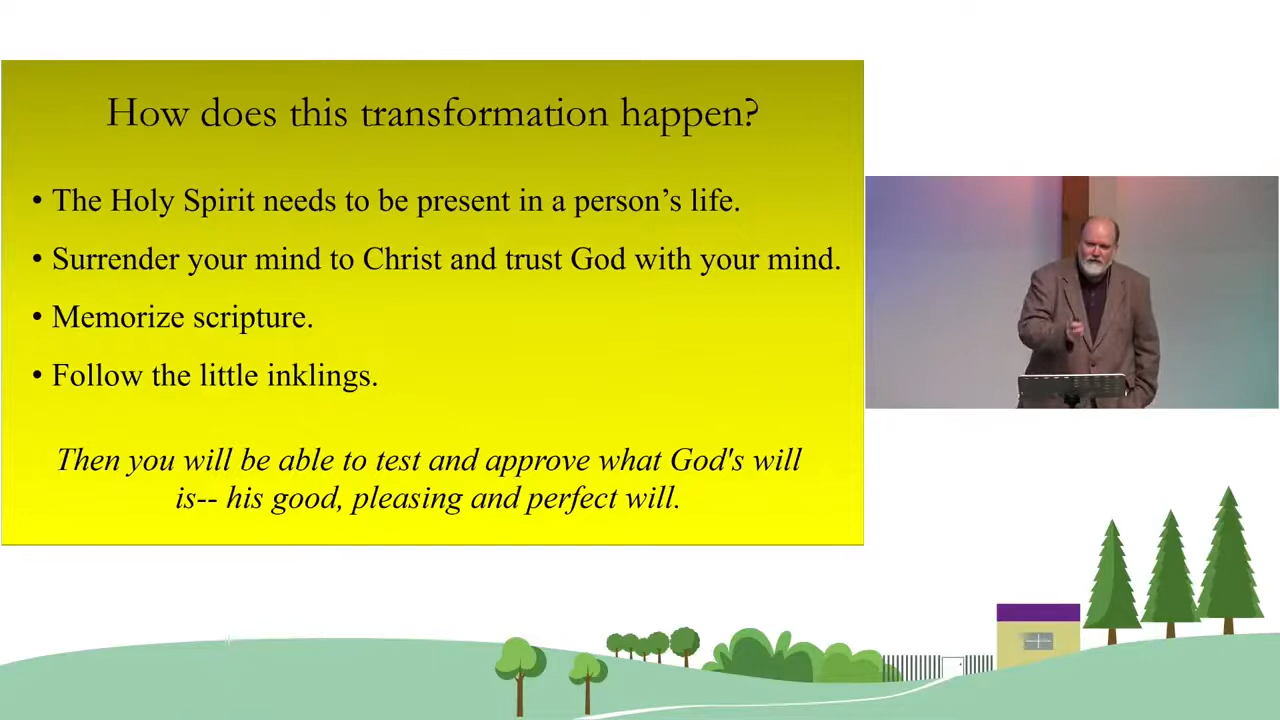 How does this transformation happen?
• The Holy Spirit needs to be present in a person’s life.
• Surrender your mind to Christ and trust God with your mind.
• Memorize scripture.
• Follow the little inklings.
Then you will be able to test and approve what God's will
is-- his good, pleasing and perfect will.